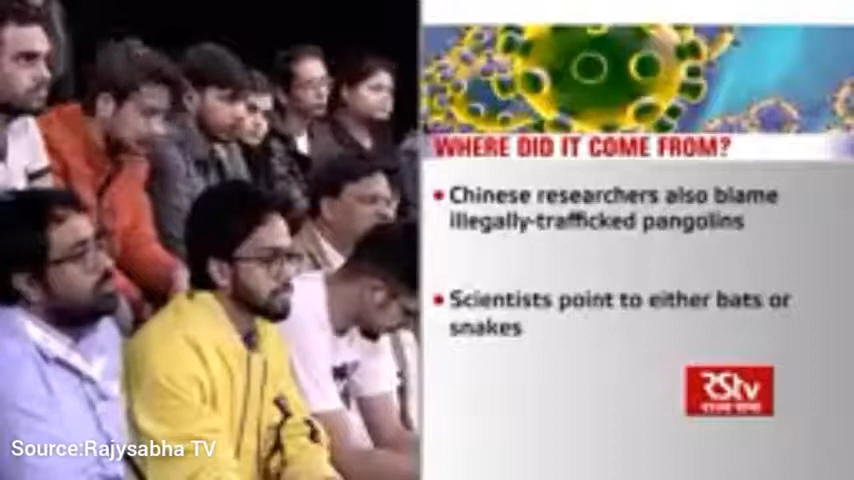 WHERE DID IT COME FROM?
• Chinese researchers also blame
illegally-trafficked pangolins
• Scientists point to either bats or
snakes
RStv
राज्य सभा
Source:Rajysabha TV